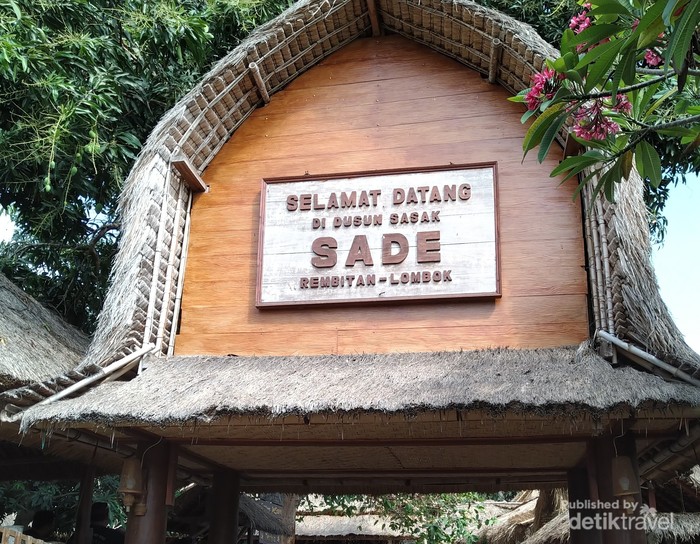 SELAMAT DATANG
DI DUSUN SASAK
SADE
REMBITAN-LOMBOK
Published by
detiktravel